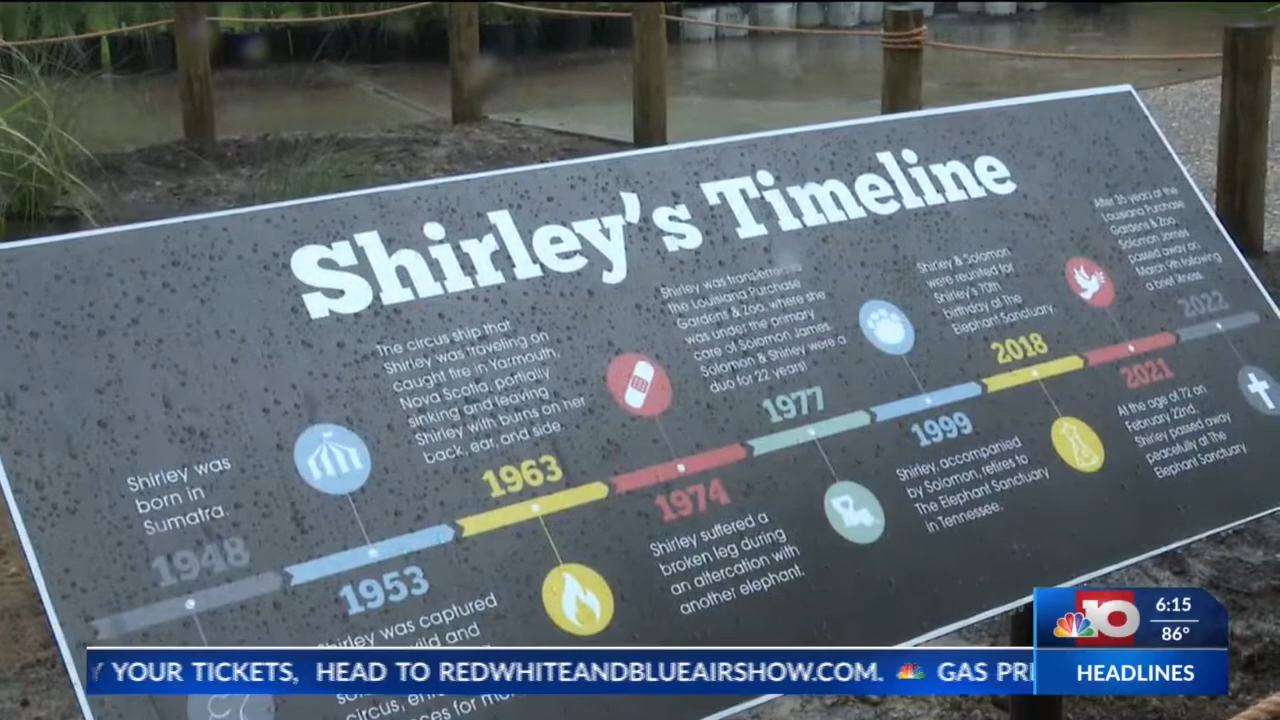 Shirley's Timeline
Shirley was
born in
Sumatra.
1948
1953
Shirley was captured
wild and
circus,
for
The circus ship that
Shirley was traveling on
caught fire in Yarmouth,
Nova Scotia, partially
sinking and leaving
Shirley with burns on her
back, ear, and side.
1963
1974
Shirley suffered a
broken leg during
an altercation with
another elephant.
Shirley was transferred to
the Louisiana Purchase
Gardens & Zoo, where she
was under the primary
care of Solomon James.
Solomon & Shirley were a
duo for 22 years!
1977
1999
Shirley, accompanied
by Solomon, retires to
The Elephant Sanctuary
in Tennessee.
Shirley & Solomon
were reunited for
Shirley's 70th
birthday at The
Elephant Sanctuary.
2018
2021
At the age of 72 on
February 22nd,
Shirley passed away
peacefully at The
Elephant Sanctuary.
After 35 years at the
Louisiana Purchase
Gardens & Zoo,
Solomon James
passed away on
March 9th following
a brief illness.
2022
YOUR TICKETS, HEAD TO REDWHITEANDBLUEAIRSHOW.COM. GAS
10
6:15
86°
HEADLINES